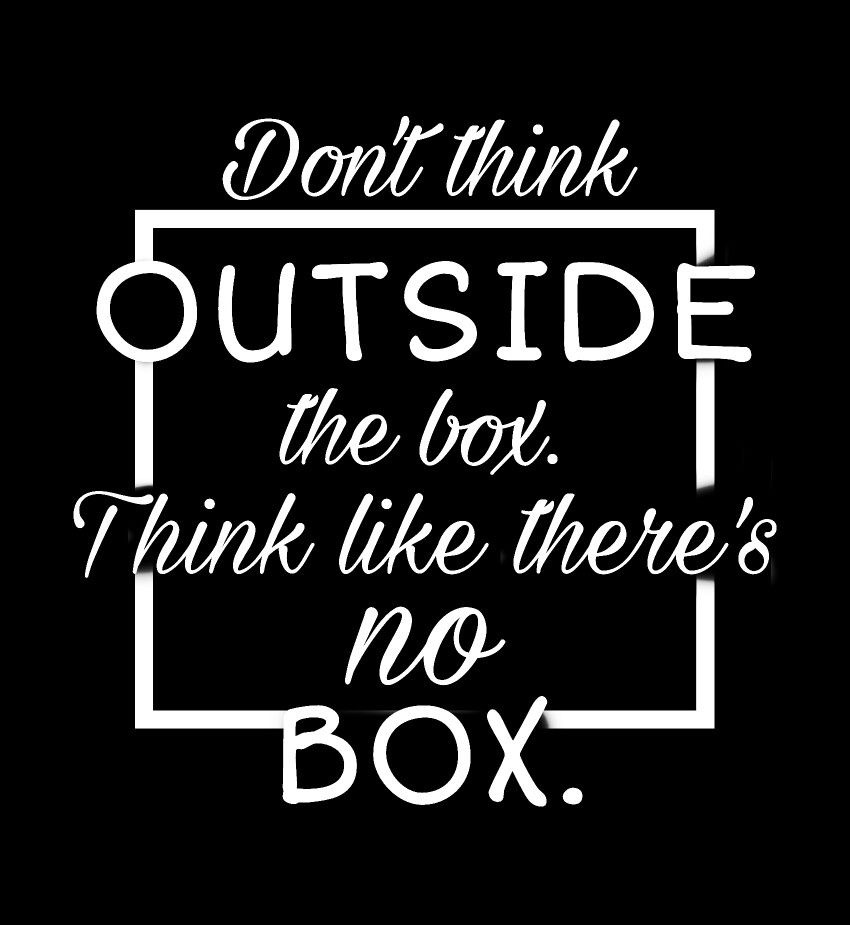 Don't think
OUTSIDE
the box.
Think like there's
no
BOX.